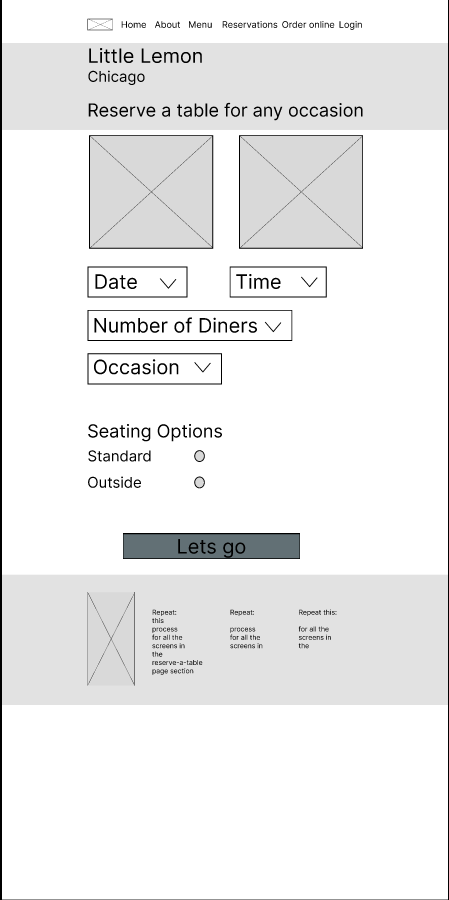 Home About Menu Reservations Order online Login
Little Lemon
Chicago
Reserve a table for any occasion
Date
Time
Number of Diners
Occasion
Seating Options
Standard
Outside
Lets go
Repeat:
this
process
for all the
screens in
the
reserve-a-table
page section
Repeat:
process
for all the
screens in
Repeat this:
for all the
screens in
the